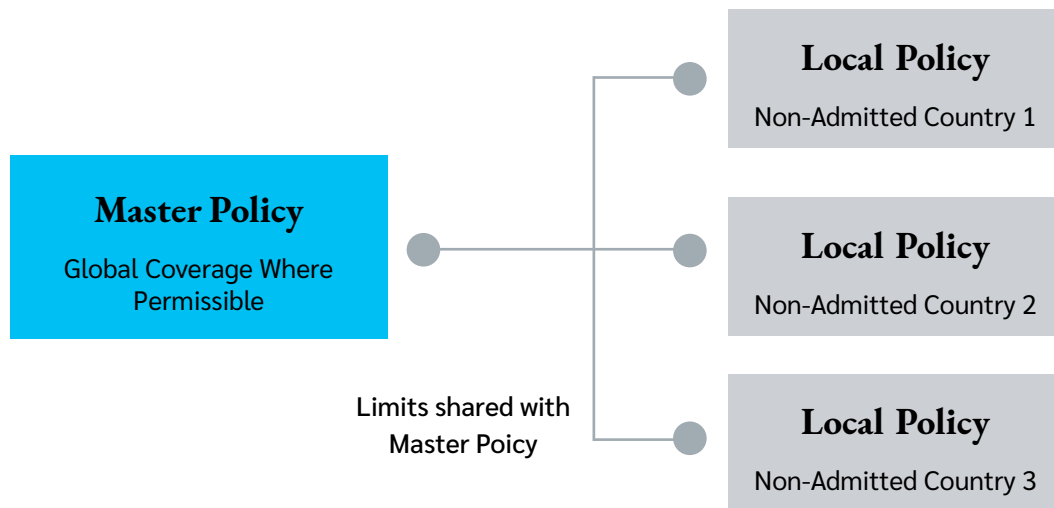 Master Policy
Global Coverage Where
Permissible
Limits shared with
Master Poicy
Local Policy
Non-Admitted Country 1
Local Policy
Non-Admitted Country 2
Local Policy
Non-Admitted Country 3